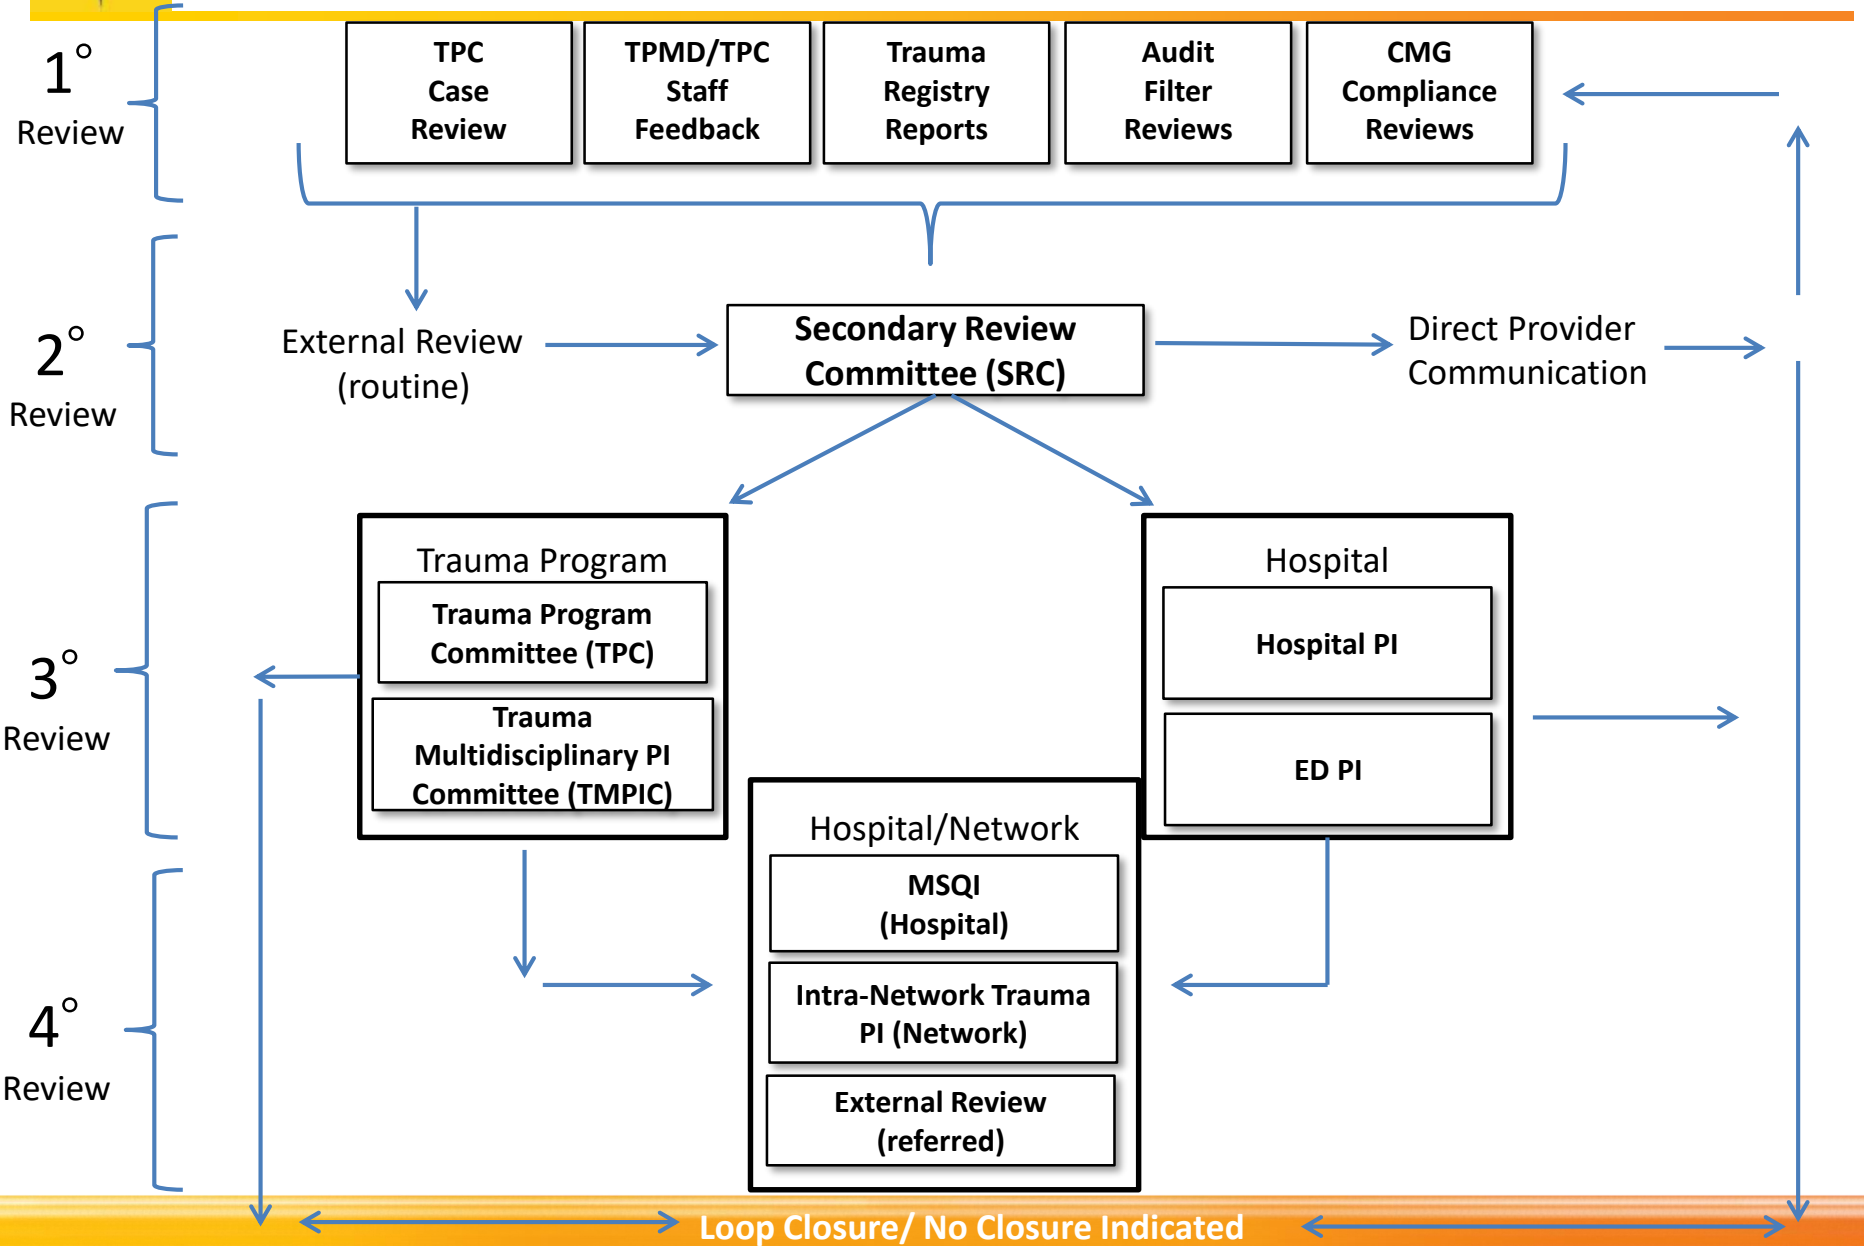 1°
Review
TPC
Case
Review
TPMD/TPC
Staff
Feedback
Trauma
Registry
Reports
Audit
Filter
Reviews
CMG
Compliance
Reviews
2°
Review
External Review
(routine)
Secondary Review
Committee (SRC)
Direct Provider
Communication
3°
Review
Trauma Program
Trauma Program
Committee (TPC)
Trauma
Multidisciplinary PI
Committee (TMPIC)
Hospital
Hospital PI
ED PI
4°
Review
Hospital/Network
MSQI
(Hospital)
Intra-Network Trauma
PI (Network)
External Review
(referred)
Loop Closure/ No Closure Indicated